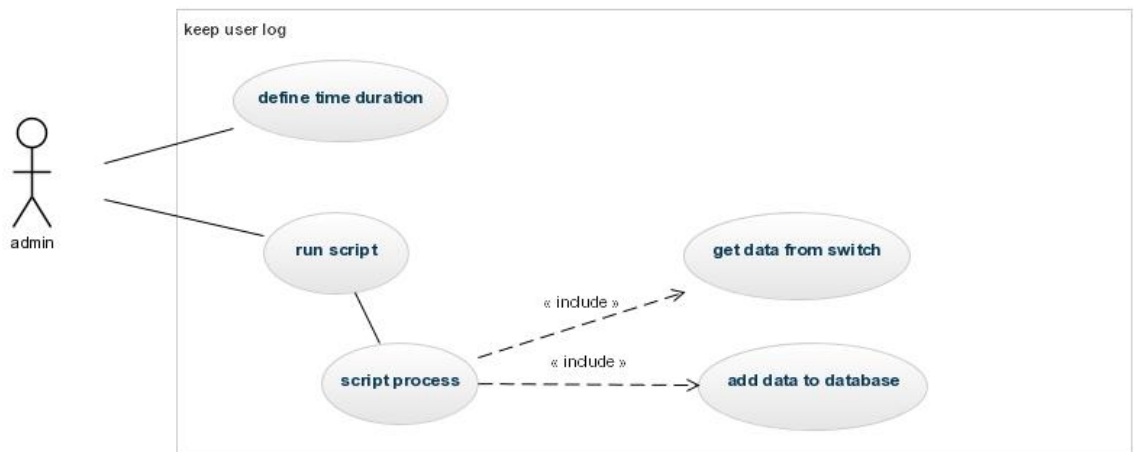 keep user log
define time duration
admin
run script
get data from switch
« include »
« include »
script process
add data to database